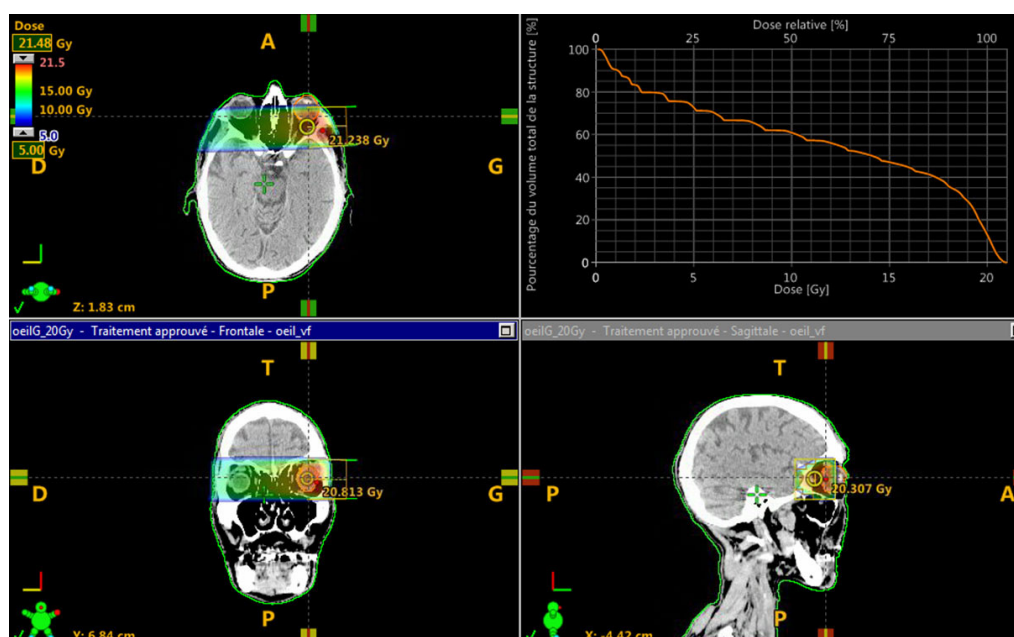 Dose
21.48 Gy
21.5
15.00 Gy
10.00 Gy
5.0
5.00 Gy
A
D
G
P
21.238 Gy
Z: 1.83 cm
Dose relative [%]
0 25 50 75 100
Pourcentage du volume total de la structure [%]
100
80
60
40
20
0
0 5 10 15 20
Dose [Gy]
oeilG_20Gy - Traitement approuvé - Frontale - oeil_vf
T
D
G
P
20.813 Gy
Y: 6.84 cm
oeilG_20Gy - Traitement approuvé - Sagittale - oeil_vf
T
P
A
P
20.307 Gy
X: -4.42 cm